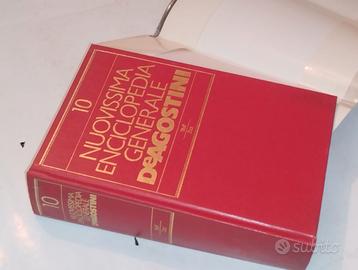 10
NUOVISSIMA
ENCICLOPEDIA
GENERALE
DeAGOSTINI
10
NUOVISSIMA
ENCICLOPEDIA
GENERALE
DeAGOSTINI
subito